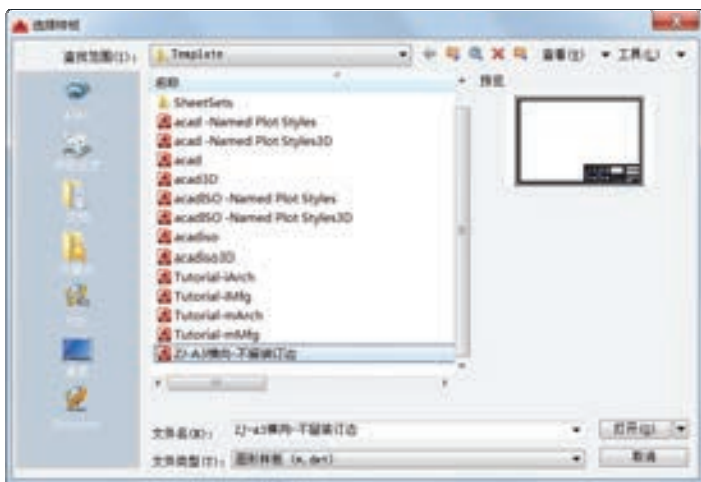 选择样板
查找范围(I): Template 查看(V) 工具(L)
名称 预览
SheetSets
acad -Named Plot Styles
acad -Named Plot Styles3D
acad
acad3D
acadISO -Named Plot Styles
acadISO -Named Plot Styles3D
acadiso
acadiso3D
Tutorial-iArch
Tutorial-iMfg
Tutorial-mArch
Tutorial-mMfg
ZJ-A3横向-不留装订边
文件名(N): ZJ-A3横向-不留装订边 打开(O)
文件类型(T): 图形样板 (*.dwt) 取消